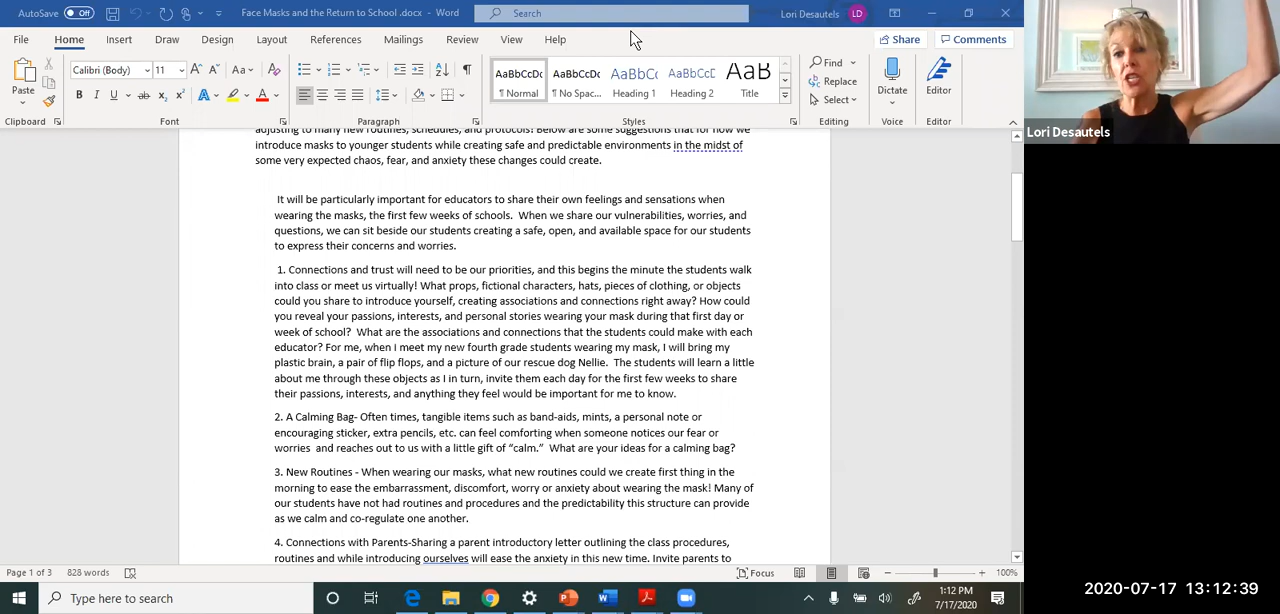 AutoSave Off
Face Masks and the Return to School .docx - Word
Search
Lori Desautels LD
File Home Insert Draw Design Layout References Mailings Review View Help
Share Comments
Paste
Calibri (Body) 11
Aa
B I U ab x₂ x² A A
AaBbCcDc AaBbCcDc AaBbCc AaBbCcE AaB
¶ Normal ¶ No Spac... Heading 1 Heading 2 Title
Find
Replace
Select
Dictate
Editor
Clipboard Font Paragraph Styles Editing Voice Editor
adjusting to many new routines, schedules, and protocols! Below are some suggestions that for how we
introduce masks to younger students while creating safe and predictable environments in the midst of
some very expected chaos, fear, and anxiety these changes could create.
It will be particularly important for educators to share their own feelings and sensations when
wearing the masks, the first few weeks of schools. When we share our vulnerabilities, worries, and
questions, we can sit beside our students creating a safe, open, and available space for our students
to express their concerns and worries.
1. Connections and trust will need to be our priorities, and this begins the minute the students walk
into class or meet us virtually! What props, fictional characters, hats, pieces of clothing, or objects
could you share to introduce yourself, creating associations and connections right away? How could
you reveal your passions, interests, and personal stories wearing your mask during that first day or
week of school? What are the associations and connections that the students could make with each
educator? For me, when I meet my new fourth grade students wearing my mask, I will bring my
plastic brain, a pair of flip flops, and a picture of our rescue dog Nellie. The students will learn a little
about me through these objects as I in turn, invite them each day for the first few weeks to share
their passions, interests, and anything they feel would be important for me to know.
2. A Calming Bag- Often times, tangible items such as band-aids, mints, a personal note or
encouraging sticker, extra pencils, etc. can feel comforting when someone notices our fear or
worries and reaches out to us with a little gift of “calm.” What are your ideas for a calming bag?
3. New Routines - When wearing our masks, what new routines could we create first thing in the
morning to ease the embarrassment, discomfort, worry or anxiety about wearing the mask! Many of
our students have not had routines and procedures and the predictability this structure can provide
as we calm and co-regulate one another.
4. Connections with Parents-Sharing a parent introductory letter outlining the class procedures,
routines and while introducing ourselves will ease the anxiety in this new time. Invite parents to
Page 1 of 3 828 words
Focus
100%
Type here to search
1:12 PM
7/17/2020
Lori Desautels
2020-07-17 13:12:39